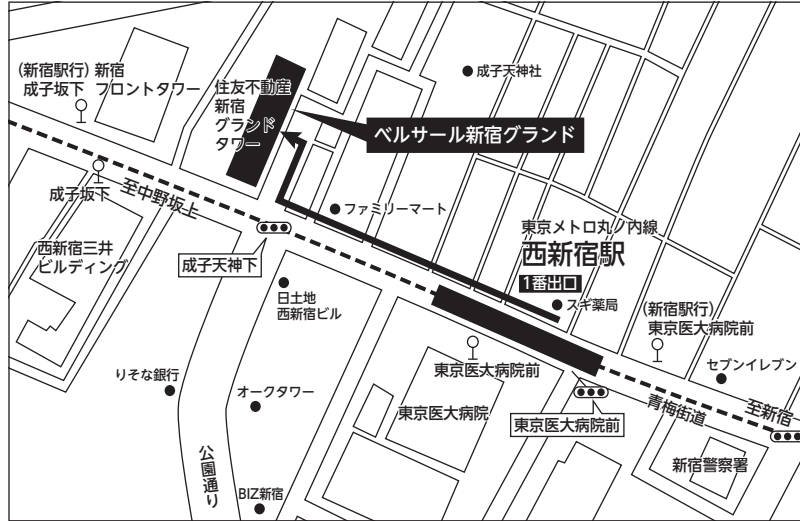 (新宿駅行)
成子坂下
新宿
フロントタワー
住友不動産
新宿
グランド
タワー
成子天神社
ベルサール新宿グランド
成子坂下
至中野坂上
ファミリーマート
東京メトロ丸ノ内線
西新宿駅
1番出口
スギ薬局
西新宿三井
ビルディング
成子天神下
日土地
西新宿ビル
(新宿駅行)
東京医大病院前
東京医大病院前
セブンイレブン
りそな銀行
オークタワー
東京医大病院
東京医大病院前
青梅街道
至新宿
公園通り
新宿警察署
BIZ新宿